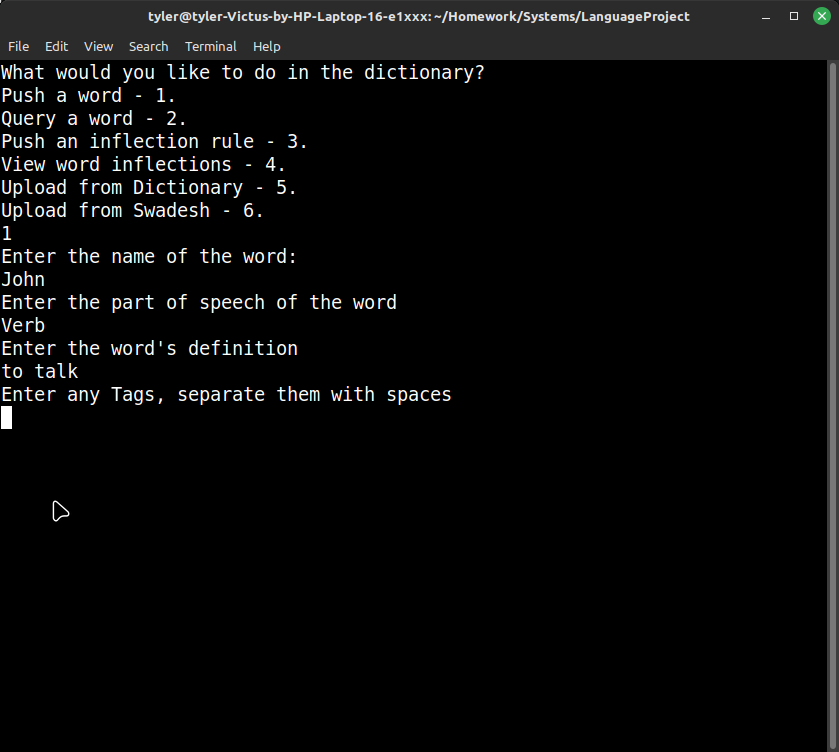 tyler@tyler-Victus-by-HP-Laptop-16-e1xxx: ~/Homework/Systems/LanguageProject
File Edit View Search Terminal Help
What would you like to do in the dictionary?
Push a word - 1.
Query a word - 2.
Push an inflection rule - 3.
View word inflections - 4.
Upload from Dictionary - 5.
Upload from Swadesh - 6.
1
Enter the name of the word:
John
Enter the part of speech of the word
Verb
Enter the word's definition
to talk
Enter any Tags, separate them with spaces